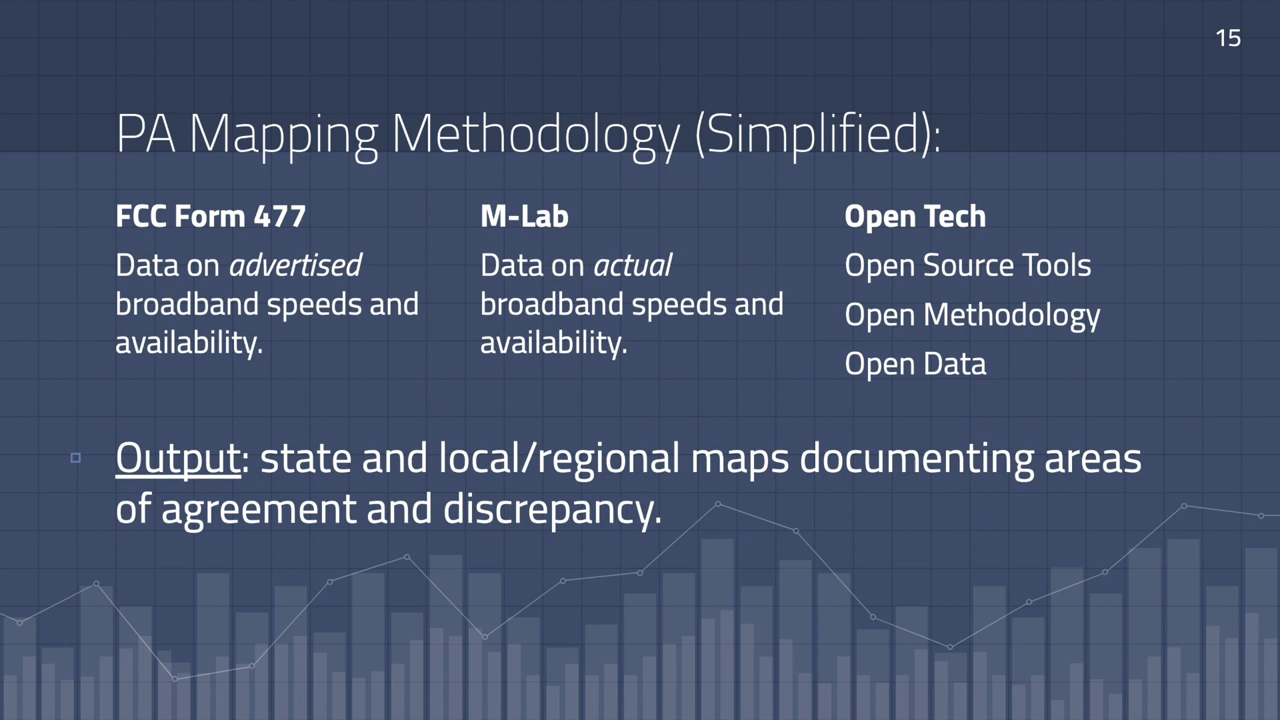 15
PA Mapping Methodology (Simplified):
FCC Form 477
Data on advertised
broadband speeds and
availability.
M-Lab
Data on actual
broadband speeds and
availability.
Open Tech
Open Source Tools
Open Methodology
Open Data
Output: state and local/regional maps documenting areas
of agreement and discrepancy.